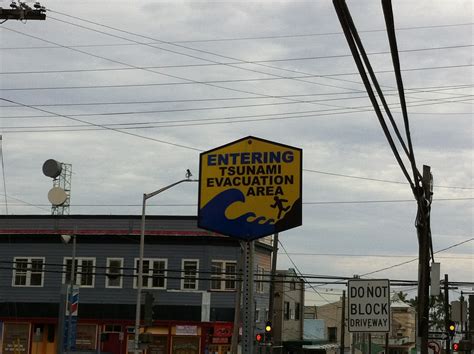 ENTERING
TSUNAMI
EVACUATION
AREA
DO NOT
BLOCK
DRIVEWAY